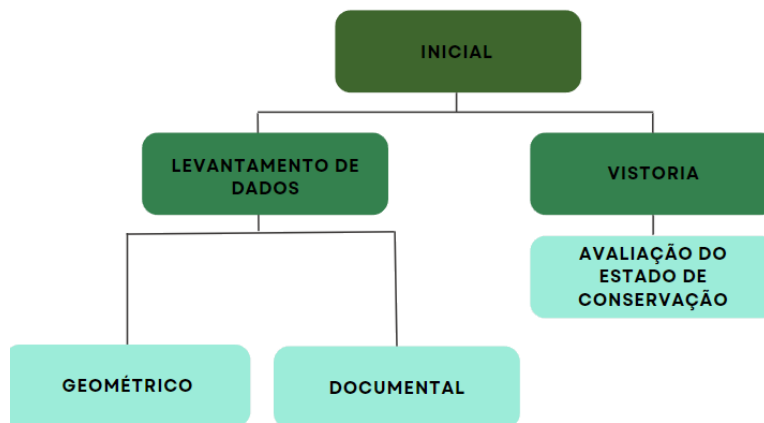 INICIAL
LEVANTAMENTO DE
DADOS
VISTORIA
AVALIAÇÃO DO
ESTADO DE
CONSERVAÇÃO
GEOMÉTRICO
DOCUMENTAL